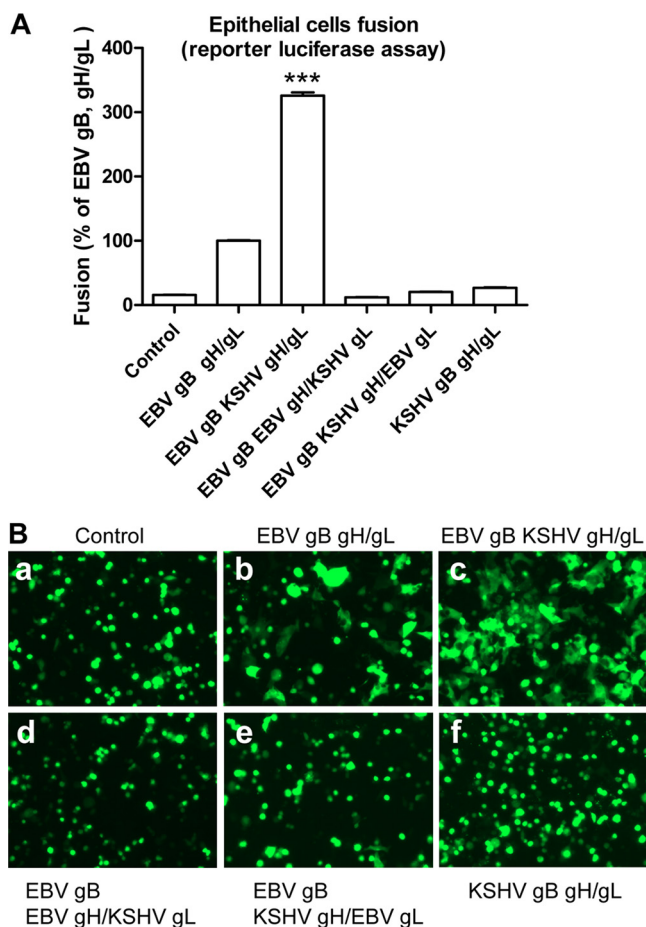 A
Epithelial cells fusion
(reporter luciferase assay)
Fusion (% of EBV gB, gH/gL)
400
300
200
100
0
***
Control
EBV gB gH/gL
EBV gB KSHV gH/gL
EBV gB EBV gH/KSHV gL
EBV gB KSHV gH/EBV gL
KSHV gB gH/gL
B
Control
EBV gB gH/gL
EBV gB KSHV gH/gL
a
b
c
d
e
f
EBV gB
EBV gH/KSHV gL
EBV gB
KSHV gH/EBV gL
KSHV gB gH/gL